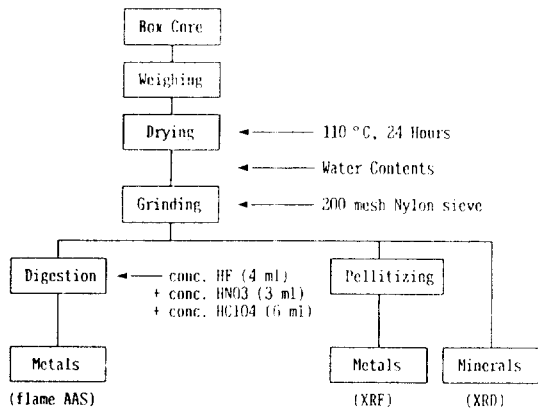 Box Core
Weighing
Drying
110 °C, 24 Hours
Water Contents
Grinding
200 mesh Nylon sieve
Digestion
conc. HF (4 ml)
+ conc. HNO3 (3 ml)
+ conc. HClO4 (6 ml)
Pellitizing
Metals
(flame AAS)
Metals
(XRF)
Minerals
(XRD)